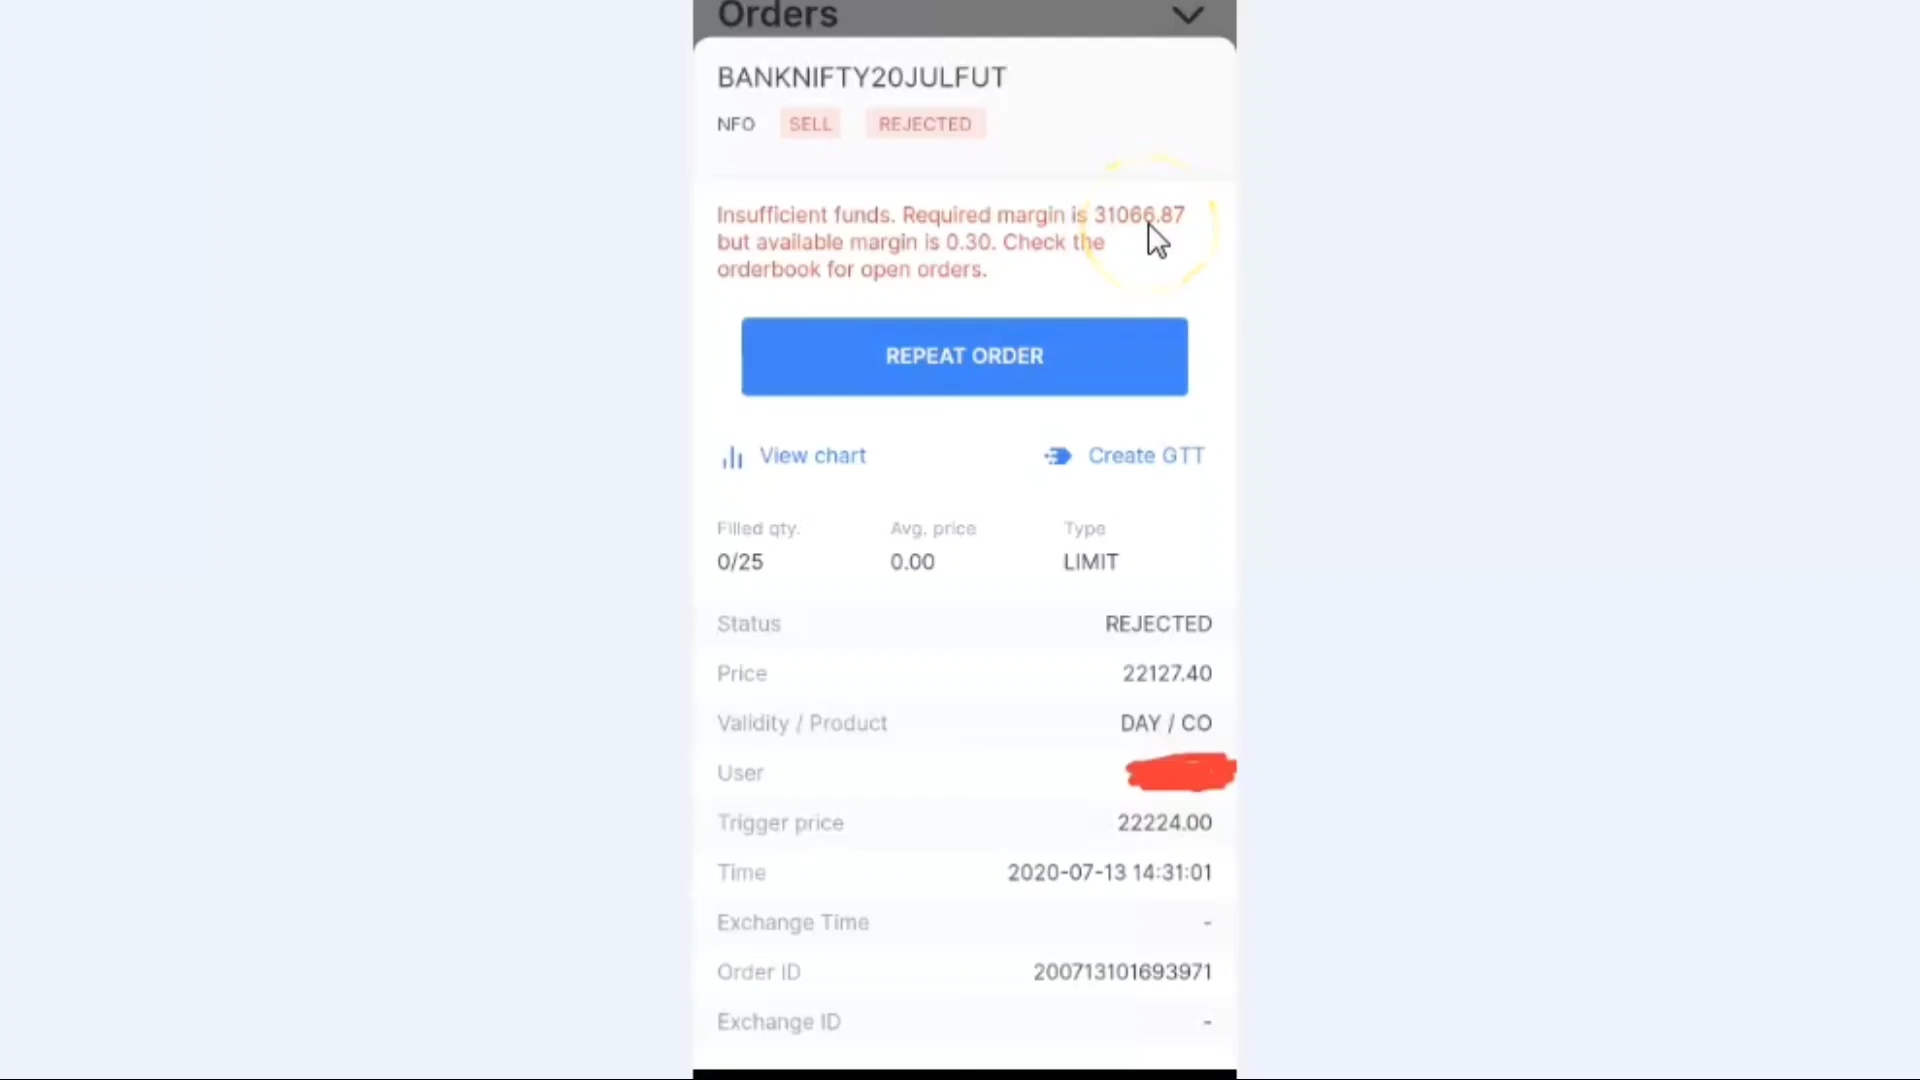 Orders
BANKNIFTY20JULFUT
NFO SELL REJECTED
Insufficient funds. Required margin is 31066.87
but available margin is 0.30. Check the
orderbook for open orders.
REPEAT ORDER
View chart Create GTT
Filled qty. Avg. price Type
0/25 0.00 LIMIT
Status REJECTED
Price 22127.40
Validity / Product DAY / CO
User
Trigger price 22224.00
Time 2020-07-13 14:31:01
Exchange Time -
Order ID 200713101693971
Exchange ID -